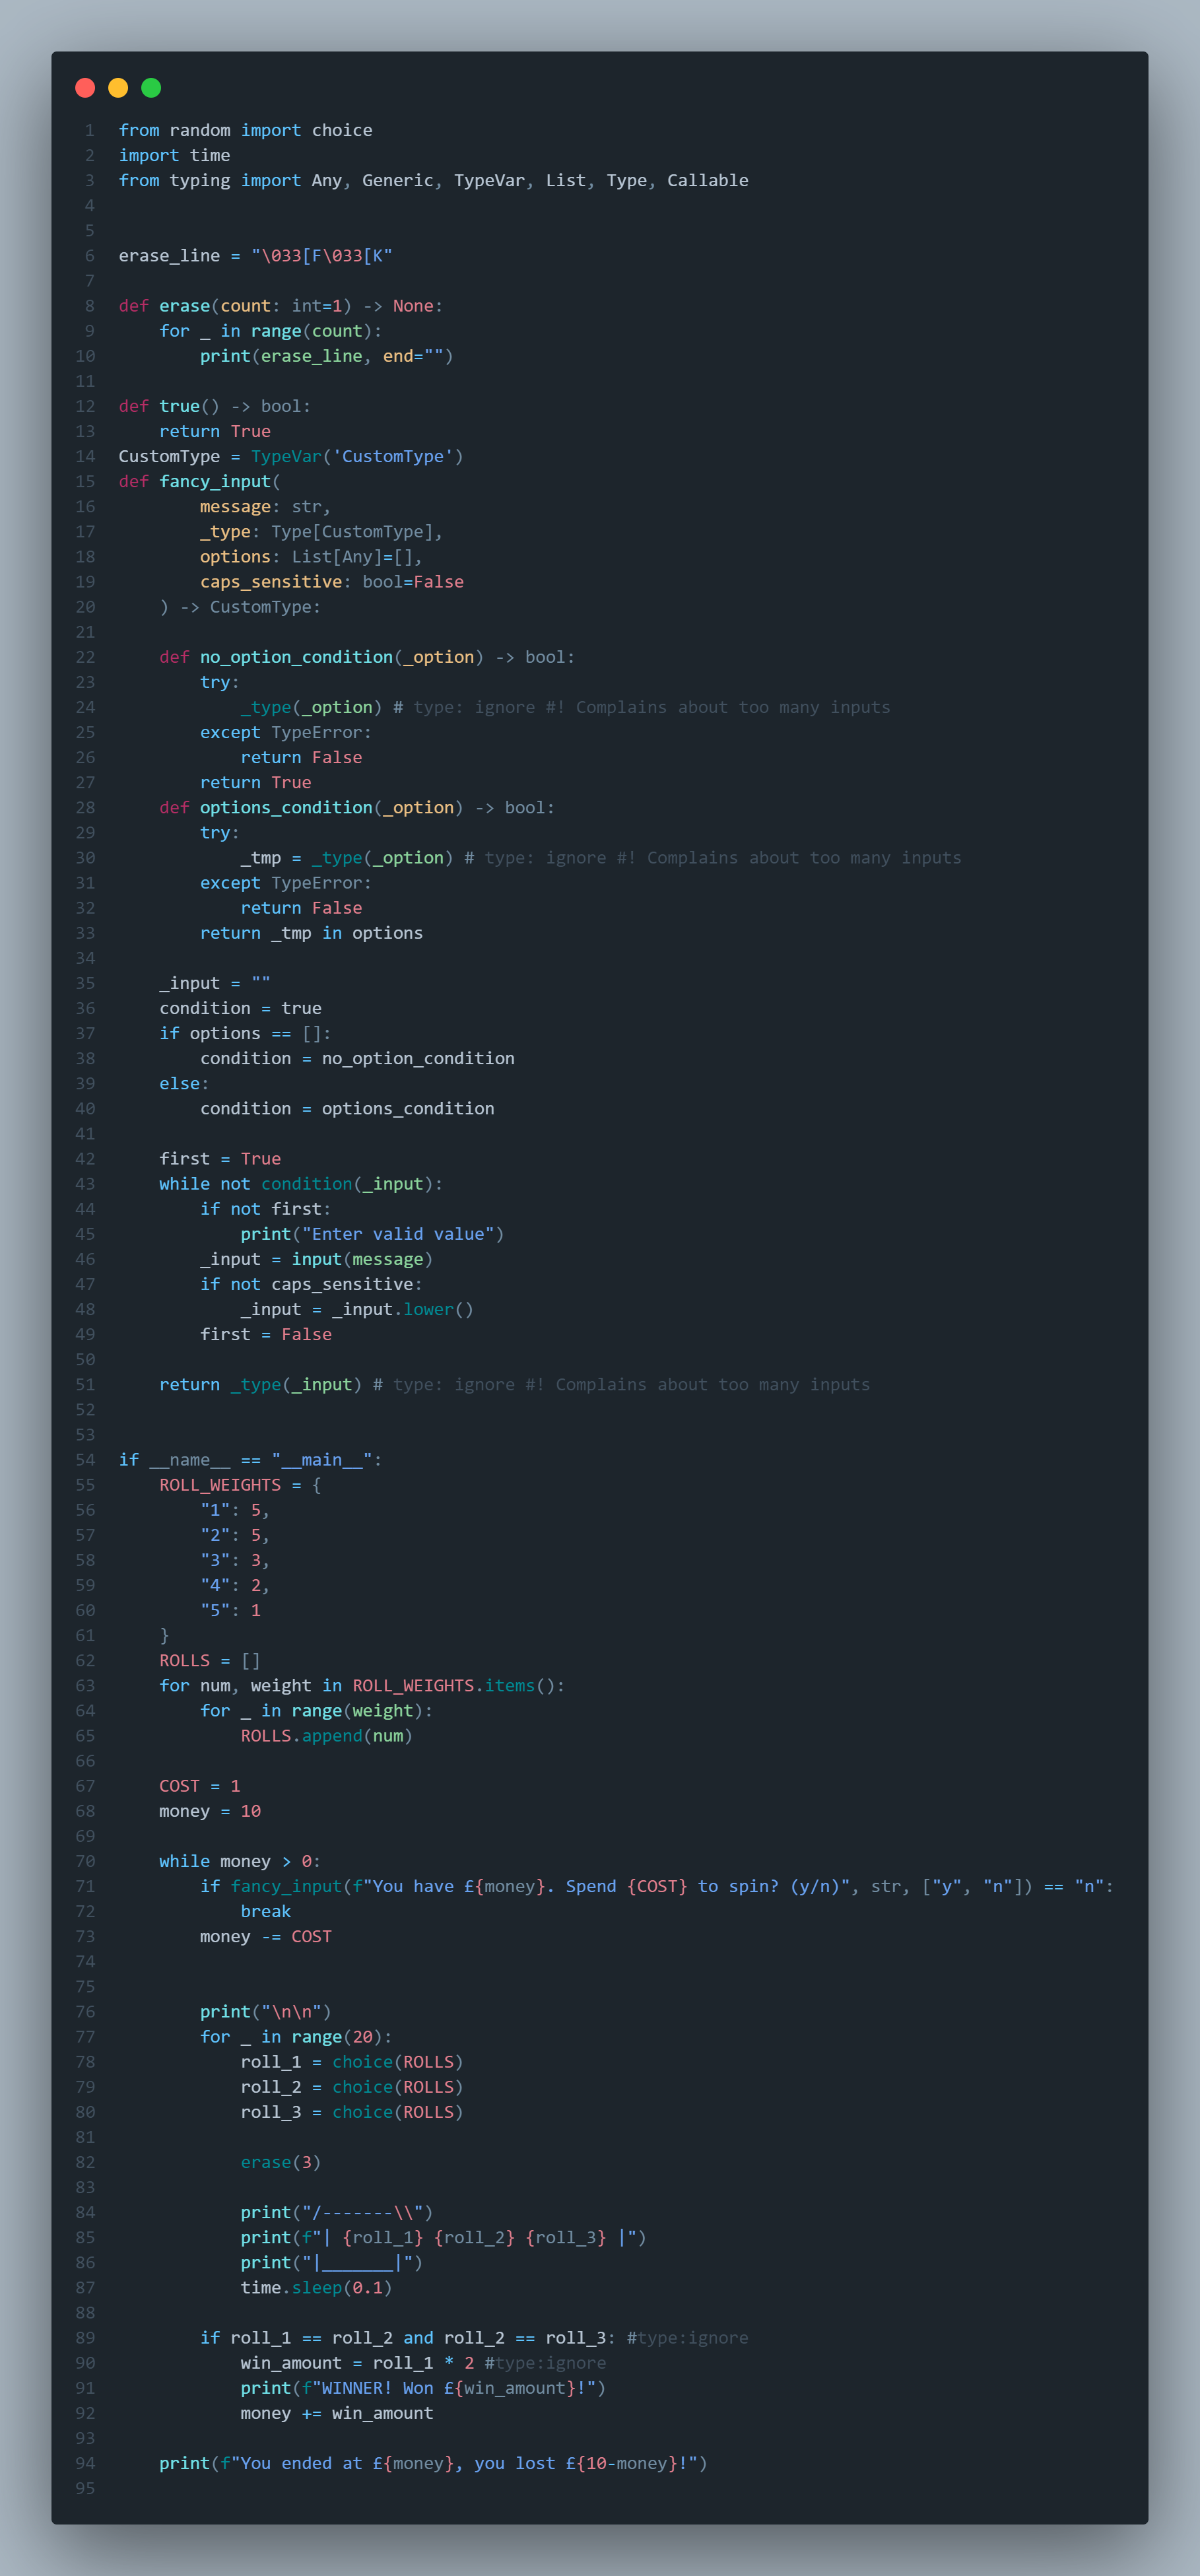 1 from random import choice
2 import time
3 from typing import Any, Generic, TypeVar, List, Type, Callable
4
5
6 erase_line = "\033[F\033[K"
7
8 def erase(count: int=1) -> None:
9     for _ in range(count):
10         print(erase_line, end="")
11
12 def true() -> bool:
13     return True
14 CustomType = TypeVar('CustomType')
15 def fancy_input(
16         message: str,
17         _type: Type[CustomType],
18         options: List[Any]=[],
19         caps_sensitive: bool=False
20     ) -> CustomType:
21
22     def no_option_condition(_option) -> bool:
23         try:
24             _type(_option) # type: ignore #! Complains about too many inputs
25         except TypeError:
26             return False
27         return True
28     def options_condition(_option) -> bool:
29         try:
30             _tmp = _type(_option) # type: ignore #! Complains about too many inputs
31         except TypeError:
32             return False
33         return _tmp in options
34
35     _input = ""
36     condition = true
37     if options == []:
38         condition = no_option_condition
39     else:
40         condition = options_condition
41
42     first = True
43     while not condition(_input):
44         if not first:
45             print("Enter valid value")
46         _input = input(message)
47         if not caps_sensitive:
48             _input = _input.lower()
49         first = False
50
51     return _type(_input) # type: ignore #! Complains about too many inputs
52
53
54 if __name__ == "__main__":
55     ROLL_WEIGHTS = {
56         "1": 5,
57         "2": 5,
58         "3": 3,
59         "4": 2,
60         "5": 1
61     }
62     ROLLS = []
63     for num, weight in ROLL_WEIGHTS.items():
64         for _ in range(weight):
65             ROLLS.append(num)
66
67     COST = 1
68     money = 10
69
70     while money > 0:
71         if fancy_input(f"You have £{money}. Spend {COST} to spin? (y/n)", str, ["y", "n"]) == "n":
72             break
73         money -= COST
74
75
76         print("\n\n")
77         for _ in range(20):
78             roll_1 = choice(ROLLS)
79             roll_2 = choice(ROLLS)
80             roll_3 = choice(ROLLS)
81
82             erase(3)
83
84             print("/-------\\")
85             print(f"| {roll_1} {roll_2} {roll_3} |")
86             print("|_______|")
87             time.sleep(0.1)
88
89         if roll_1 == roll_2 and roll_2 == roll_3: #type:ignore
90             win_amount = roll_1 * 2 #type:ignore
91             print(f"WINNER! Won £{win_amount}!")
92             money += win_amount
93
94     print(f"You ended at £{money}, you lost £{10-money}!")
95